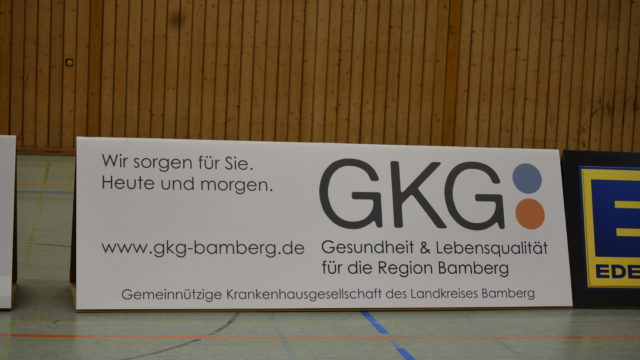 Wir sorgen für Sie.
Heute und morgen.
GKG
www.gkg-bamberg.de
Gesundheit & Lebensqualität
für die Region Bamberg
Gemeinnützige Krankenhausgesellschaft des Landkreises Bamberg
E
EDE